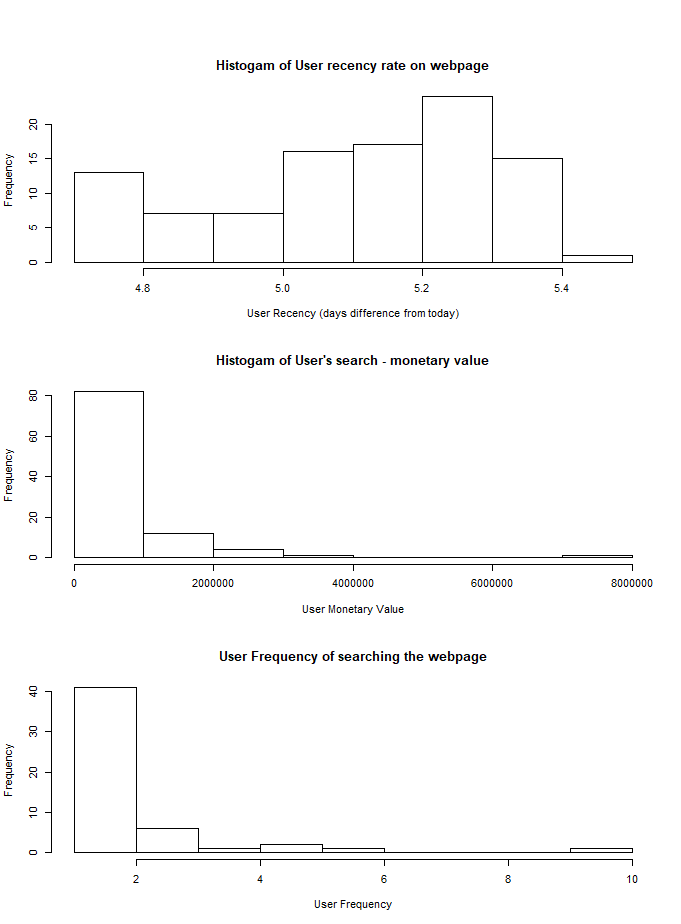 Histogam of User recency rate on webpage
Frequency
0 5 10 15 20
4.8 5.0 5.2 5.4
User Recency (days difference from today)
Histogam of User's search - monetary value
Frequency
0 20 40 60 80
0 2000000 4000000 6000000 8000000
User Monetary Value
User Frequency of searching the webpage
Frequency
0 10 20 30 40
2 4 6 8 10
User Frequency